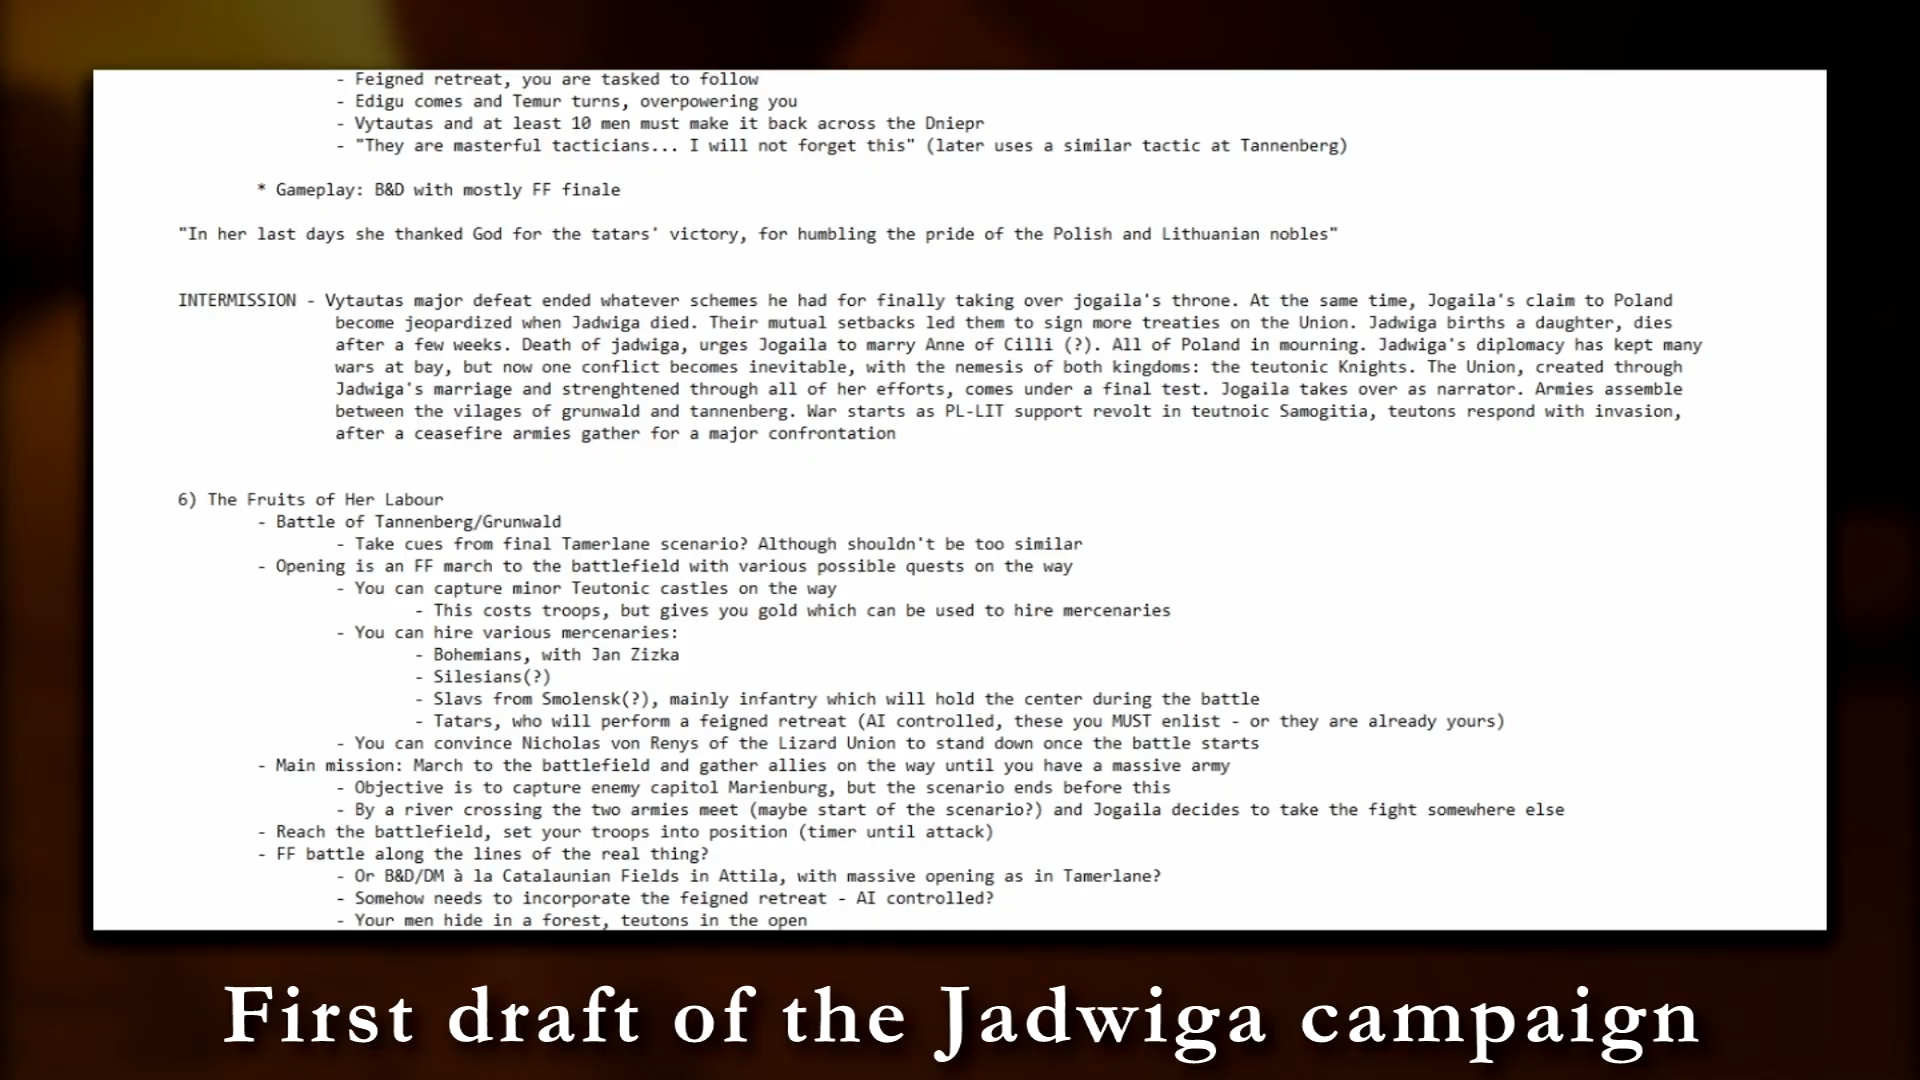 - Feigned retreat, you are tasked to follow
- Edigu comes and Temur turns, overpowering you
- Vytautas and at least 10 men must make it back across the Dniepr
- "They are masterful tacticians... I will not forget this" (later uses a similar tactic at Tannenberg)
* Gameplay: B&D with mostly FF finale
"In her last days she thanked God for the tatars' victory, for humbling the pride of the Polish and Lithuanian nobles"
INTERMISSION - Vytautas major defeat ended whatever schemes he had for finally taking over jogaila's throne. At the same time, Jogaila's claim to Poland
become jeopardized when Jadwiga died. Their mutual setbacks led them to sign more treaties on the Union. Jadwiga births a daughter, dies
after a few weeks. Death of jadwiga, urges Jogaila to marry Anne of Cilli (?). All of Poland in mourning. Jadwiga's diplomacy has kept many
wars at bay, but now one conflict becomes inevitable, with the nemesis of both kingdoms: the teutonic Knights. The Union, created through
Jadwiga's marriage and strenghtened through all of her efforts, comes under a final test. Jogaila takes over as narrator. Armies assemble
between the vilages of grunwald and tannenberg. War starts as PL-LIT support revolt in teutnoic Samogitia, teutons respond with invasion,
after a ceasefire armies gather for a major confrontation
6) The Fruits of Her Labour
- Battle of Tannenberg/Grunwald
- Take cues from final Tamerlane scenario? Although shouldn't be too similar
- Opening is an FF march to the battlefield with various possible quests on the way
- You can capture minor Teutonic castles on the way
- This costs troops, but gives you gold which can be used to hire mercenaries
- You can hire various mercenaries:
- Bohemians, with Jan Zizka
- Silesians(?)
- Slavs from Smolensk(?), mainly infantry which will hold the center during the battle
- Tatars, who will perform a feigned retreat (AI controlled, these you MUST enlist - or they are already yours)
- You can convince Nicholas von Renys of the Lizard Union to stand down once the battle starts
- Main mission: March to the battlefield and gather allies on the way until you have a massive army
- Objective is to capture enemy capitol Marienburg, but the scenario ends before this
- By a river crossing the two armies meet (maybe start of the scenario?) and Jogaila decides to take the fight somewhere else
- Reach the battlefield, set your troops into position (timer until attack)
- FF battle along the lines of the real thing?
- Or B&D/DM à la Catalaunian Fields in Attila, with massive opening as in Tamerlane?
- Somehow needs to incorporate the feigned retreat - AI controlled?
- Your men hide in a forest, teutons in the open
First draft of the Jadwiga campaign